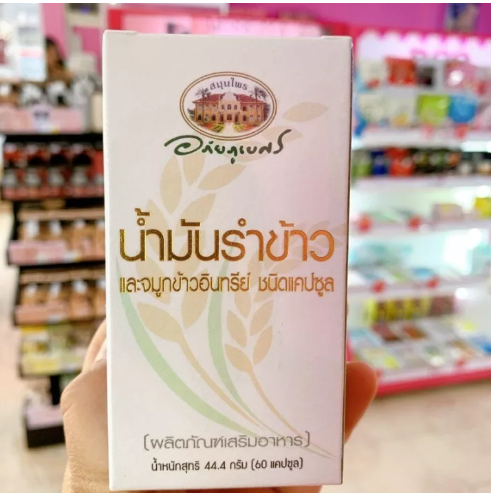 สมุนไพร
อภัยภูเบศร
น้ำมันรำข้าว
และจมูกข้าวอินทรีย์ ชนิดแคปซูล
(ผลิตภัณฑ์เสริมอาหาร)
น้ำหนักสุทธิ 44.4 กรัม (60 แคปซูล)